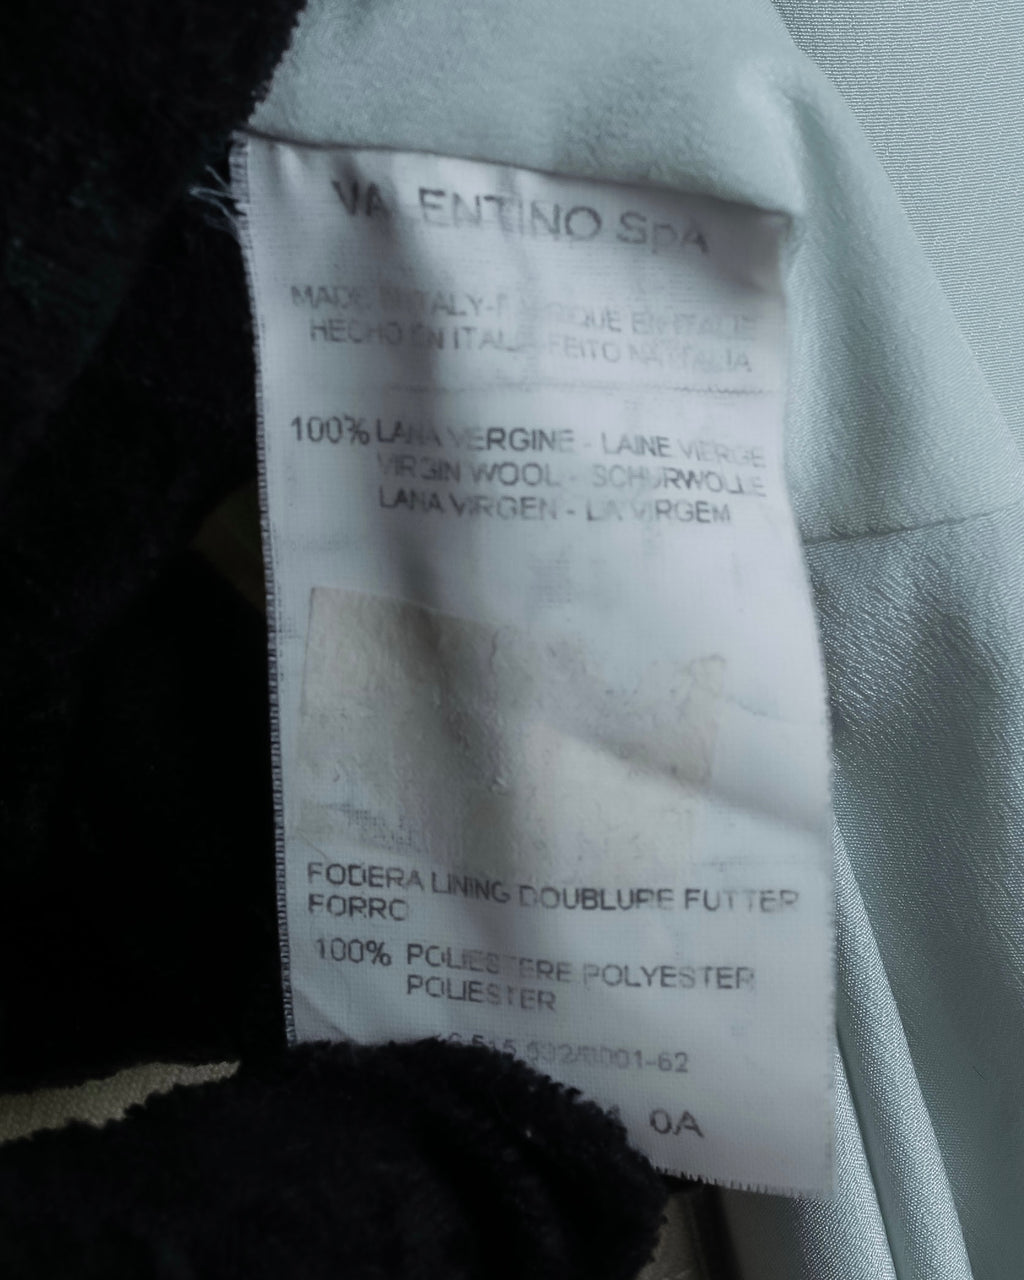 VALENTINO SpA
MADE IN ITALY-FABRIQUE EN ITALIE
HECHO EN ITALIA-FEITO NA ITALIA
100% LANA VERGINE - LAINE VIERGE
VIRGIN WOOL - SCHURWOLLE
LANA VIRGEN - LA VIRGEM
FODERA LINING DOUBLURE FUTTER
FORRO
100% POLIESTERE POLYESTER
POLIESTER
0A